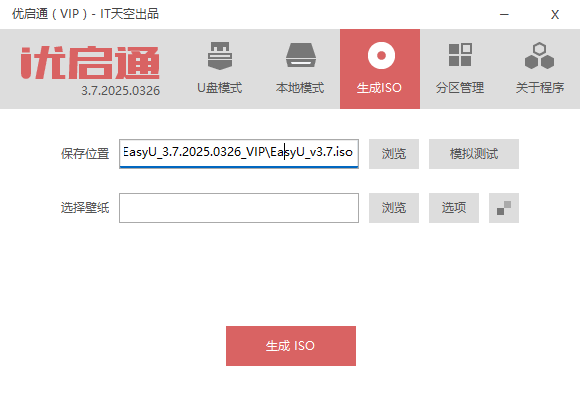 优启通（VIP）- IT天空出品
优启通
3.7.2025.0326
U盘模式
本地模式
生成ISO
分区管理
关于程序
保存位置
EasyU_3.7.2025.0326_VIP\EasyU_v3.7.iso
浏览
模拟测试
选择壁纸
浏览
选项
生成 ISO